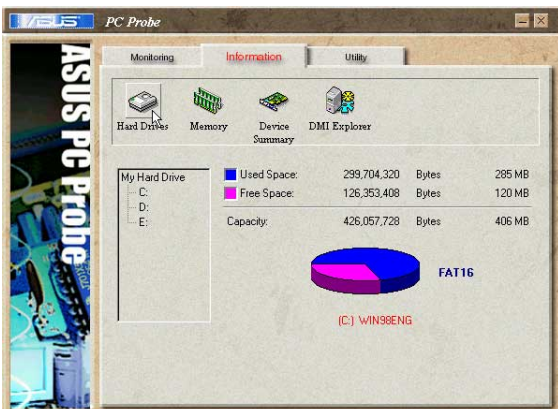 ASUS PC Probe
ASUS PC Probe
Monitoring Information Utility
Hard Drives Memory Device Summary DMI Explorer
My Hard Drive
C:
D:
E:
Used Space: 299,704,320 Bytes 285 MB
Free Space: 126,353,408 Bytes 120 MB
Capacity: 426,057,728 Bytes 406 MB
FAT16
(C:) WIN98ENG